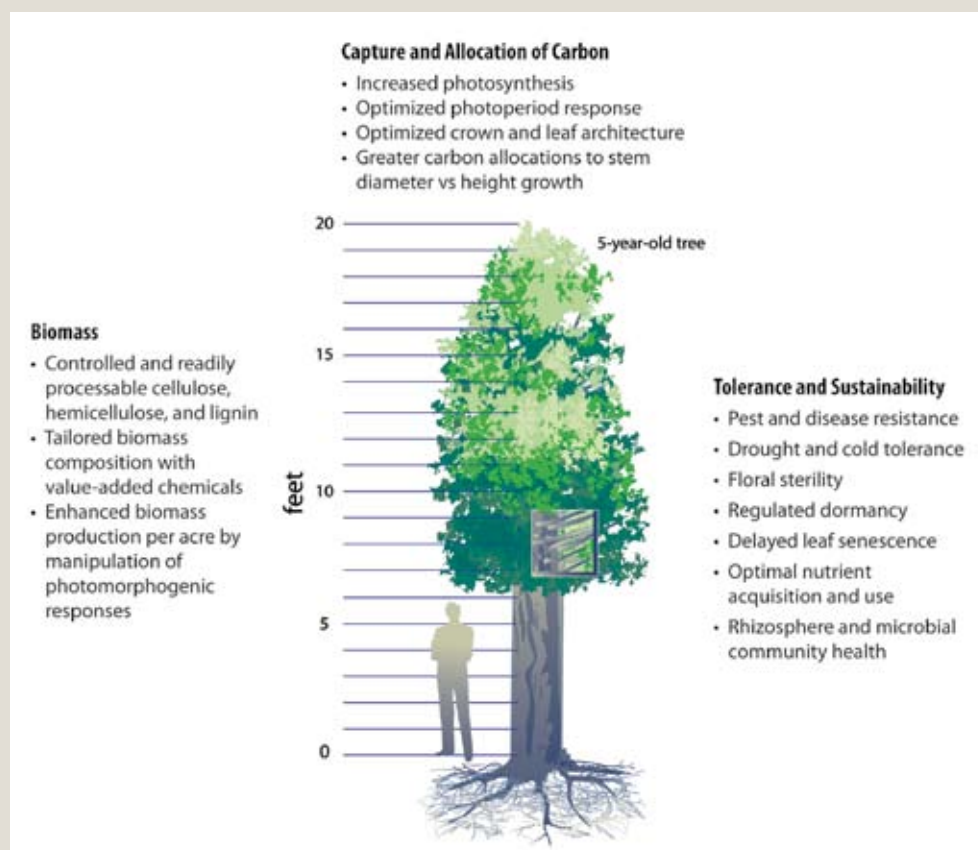 Capture and Allocation of Carbon
• Increased photosynthesis
• Optimized photoperiod response
• Optimized crown and leaf architecture
• Greater carbon allocations to stem
diameter vs height growth
20
5-year-old tree
Biomass
• Controlled and readily
processable cellulose,
hemicellulose, and lignin
• Tailored biomass
composition with
value-added chemicals
• Enhanced biomass
production per acre by
manipulation of
photomorphogenic
responses
15
feet
10
5
0
Tolerance and Sustainability
• Pest and disease resistance
• Drought and cold tolerance
• Floral sterility
• Regulated dormancy
• Delayed leaf senescence
• Optimal nutrient
acquisition and use
• Rhizosphere and microbial
community health